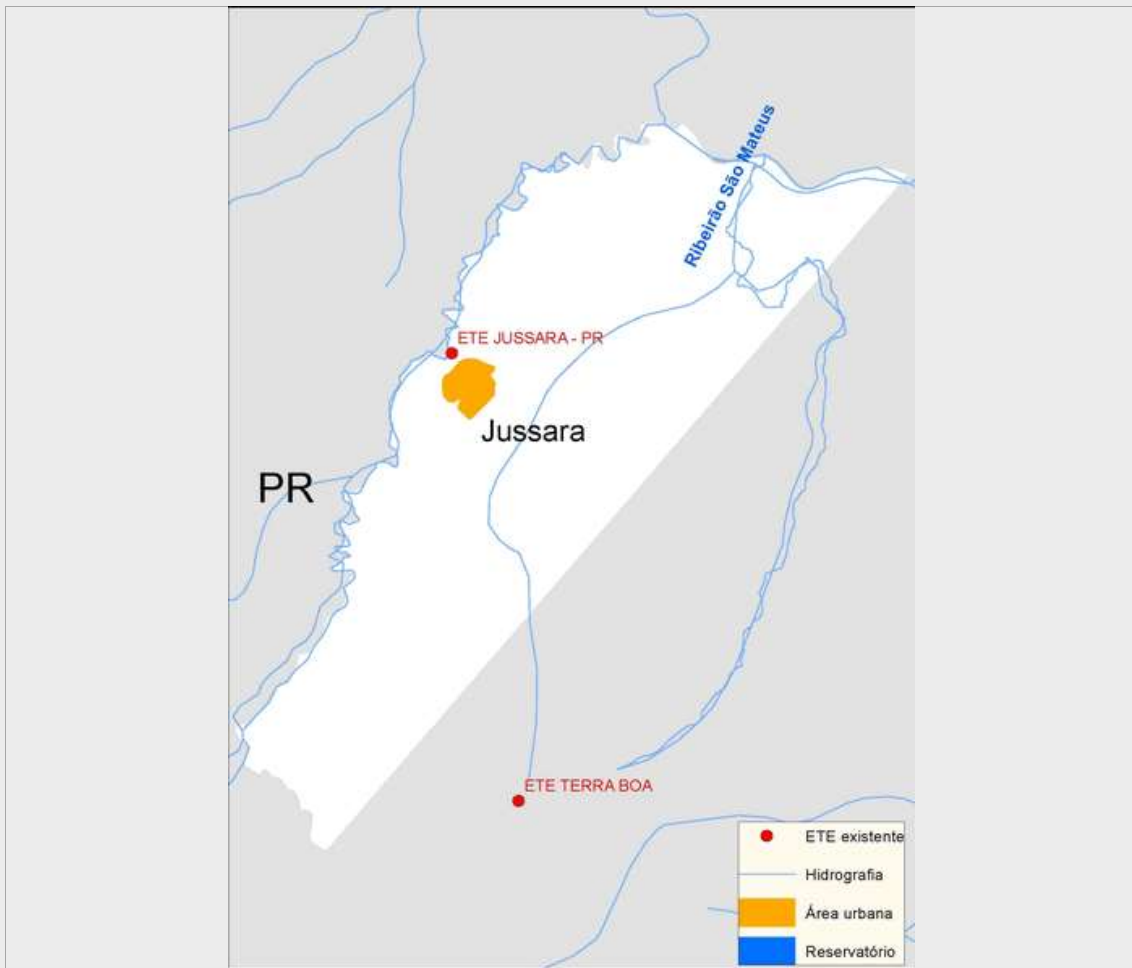 Ribeirão São Mateus
ETE JUSSARA - PR
Jussara
PR
ETE TERRA BOA
ETE existente
Hidrografia
Área urbana
Reservatório